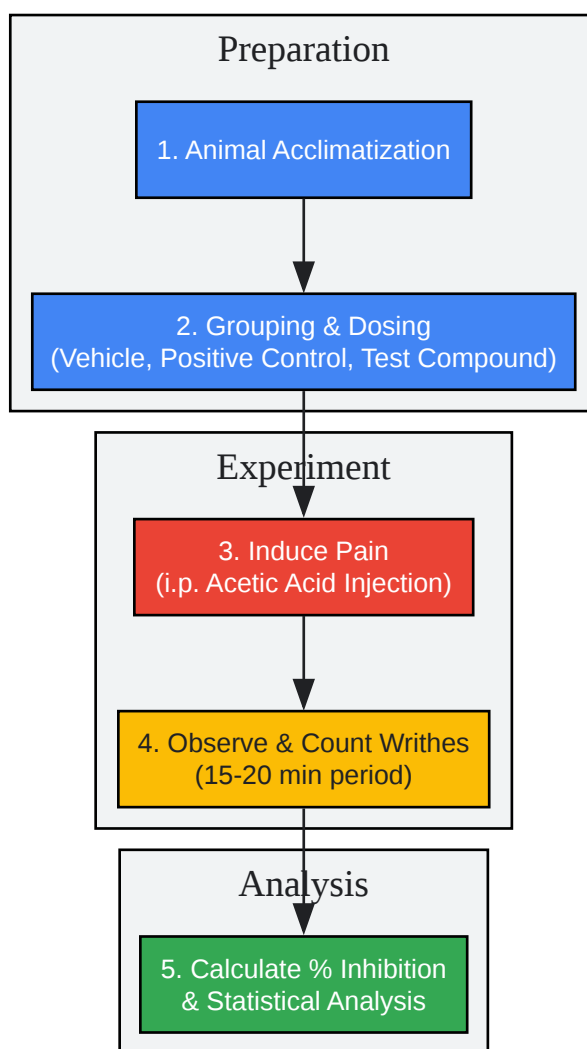 Preparation
1. Animal Acclimatization
2. Grouping & Dosing
(Vehicle, Positive Control, Test Compound)
Experiment
3. Induce Pain
(i.p. Acetic Acid Injection)
4. Observe & Count Writhes
(15-20 min period)
Analysis
5. Calculate % Inhibition
& Statistical Analysis